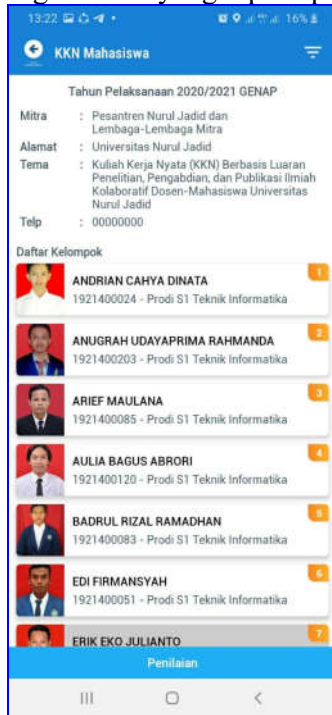 13:22
16%
KKN Mahasiswa
Tahun Pelaksanaan 2020/2021 GENAP
Mitra : Pesantren Nurul Jadid dan
Lembaga-Lembaga Mitra
Alamat : Universitas Nurul Jadid
Tema : Kuliah Kerja Nyata (KKN) Berbasis Luaran
Penelitian, Pengabdian, dan Publikasi Ilmiah
Kolaboratif Dosen-Mahasiswa Universitas
Nurul Jadid
Telp : 00000000
Daftar Kelompok
1
ANDRIAN CAHYA DINATA
1921400024 - Prodi S1 Teknik Informatika
2
ANUGRAH UDAYAPRIMA RAHMANDA
1921400203 - Prodi S1 Teknik Informatika
3
ARIEF MAULANA
1921400085 - Prodi S1 Teknik Informatika
4
AULIA BAGUS ABRORI
1921400120 - Prodi S1 Teknik Informatika
5
BADRUL RIZAL RAMADHAN
1921400083 - Prodi S1 Teknik Informatika
6
EDI FIRMANSYAH
1921400051 - Prodi S1 Teknik Informatika
7
ERIK EKO JULIANTO
Penilaian